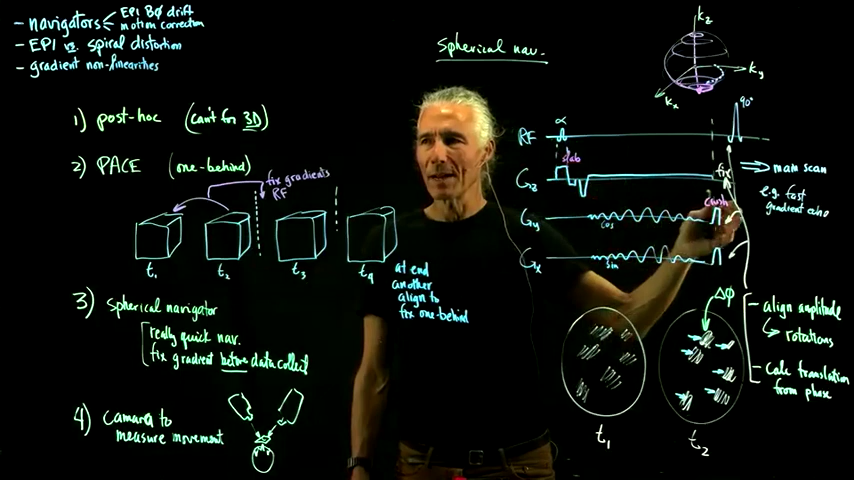 - navigators < EPI BØ drift
motion correction
- EPI vs. spiral distortion
- gradient non-linearities
1) post-hoc (can't for 3D)
2) PACE (one-behind)
fix gradients
RF
t1 t2 t3 t4
at end
another
align to
fix one-behind
3) Spherical navigator
really quick nav.
fix gradient before data collect
4) Camara to
measure movement
Spherical nav.
kz
ky
kx
RF α 90°
slab
Gz fix
⇒ main scan
e.g. fast
gradient echo
crush
Gy cos
Gx sin
Δφ
- align amplitude
↳ rotations
- calc translation
from phase
t1 t2